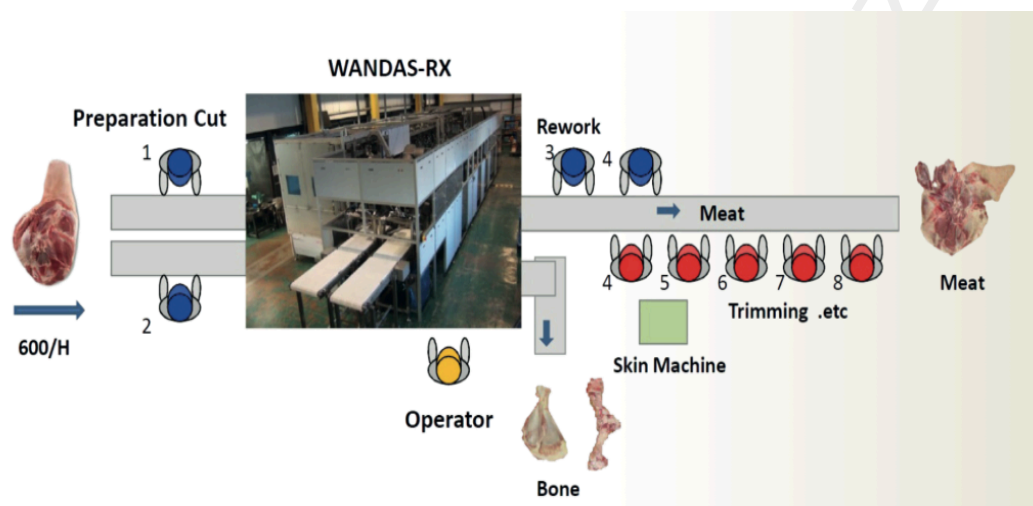 WANDAS-RX
Preparation Cut
1
2
600/H
Operator
Rework
3
4
Meat
4
5
6
7
8
Trimming .etc
Skin Machine
Bone
Meat